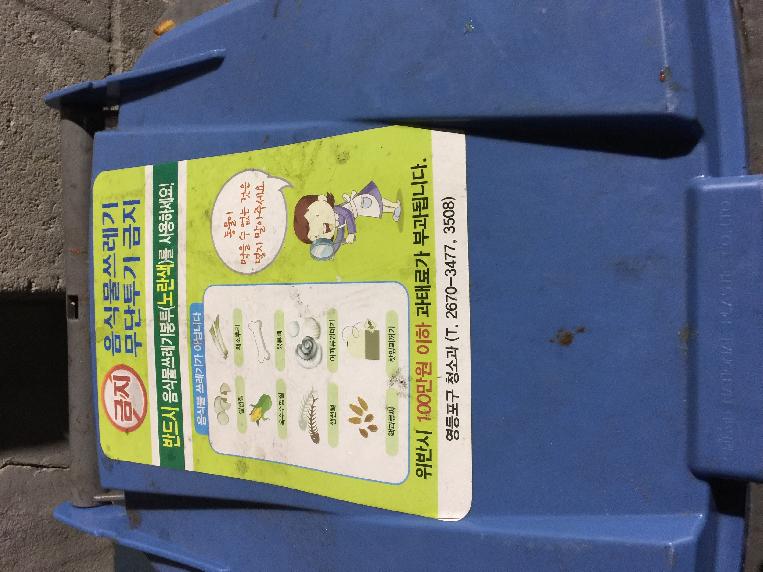 금지
음식물쓰레기
무단투기 금지
반드시 음식물쓰레기봉투(노란색)를 사용하세요!
동물이
먹을 수 없는 것은
넣지 말아주세요.
음식물 쓰레기가 아닙니다
위반시 100만원 이하 과태료가 부과됩니다.
영등포구 청소과 (T. 2670-3477, 3508)